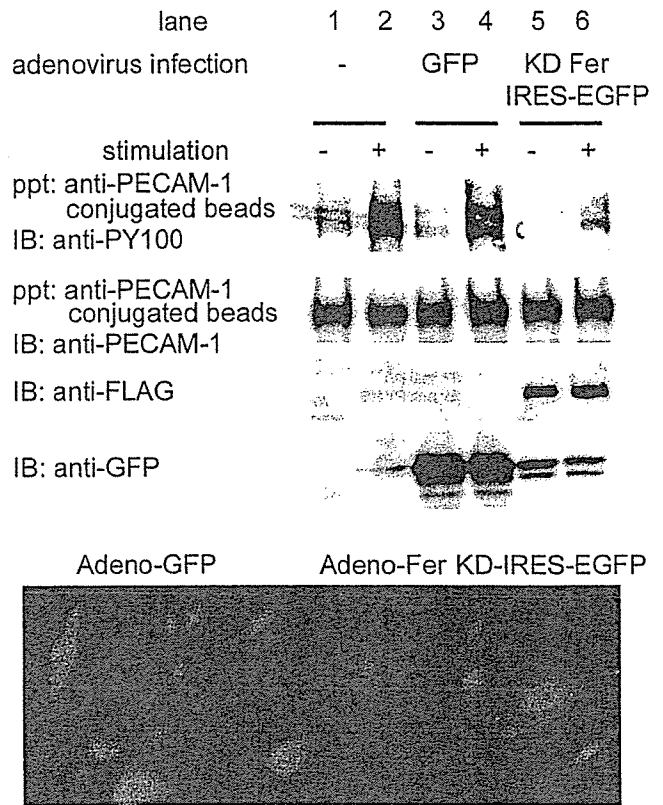 lane 1 2 3 4 5 6
adenovirus infection - GFP KD Fer
IRES-EGFP
stimulation - + - + - +
ppt: anti-PECAM-1
conjugated beads
IB: anti-PY100
ppt: anti-PECAM-1
conjugated beads
IB: anti-PECAM-1
IB: anti-FLAG
IB: anti-GFP
Adeno-GFP Adeno-Fer KD-IRES-EGFP